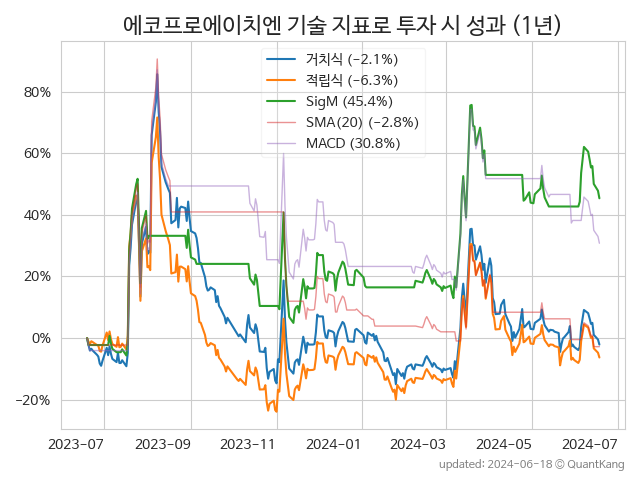 에코프로에이치엔 기술 지표로 투자 시 성과 (1년)
거치식 (−2.1%)
적립식 (−6.3%)
SigM (45.4%)
SMA(20) (−2.8%)
MACD (30.8%)
80%
60%
40%
20%
0%
−20%
2023-07 2023-09 2023-11 2024-01 2024-03 2024-05 2024-07
updated: 2024-06-18 © QuantKang